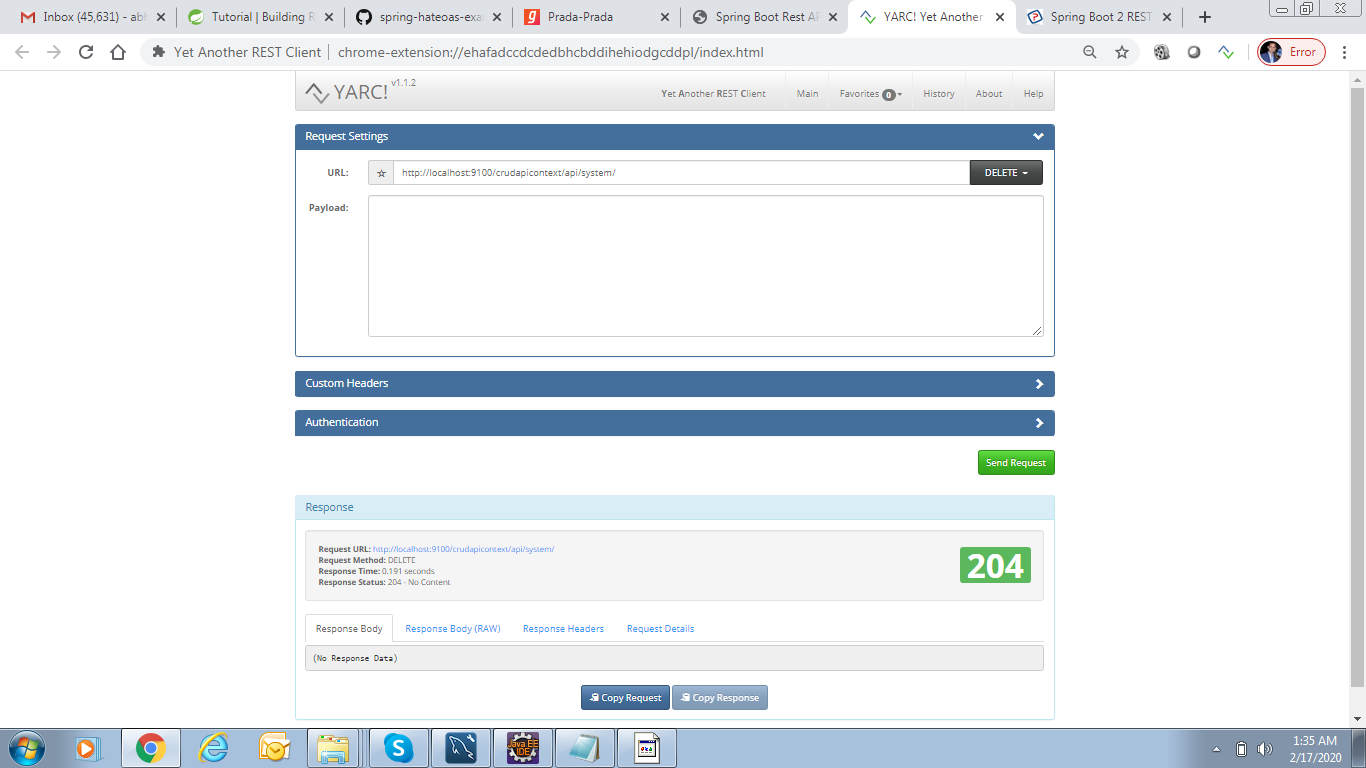 Inbox (45,631) - abh
Tutorial | Building R
spring-hateoas-exa
Prada-Prada
Spring Boot Rest AP
YARC! Yet Another
Spring Boot 2 REST
Yet Another REST Client
chrome-extension://ehafadccdcdedbhcbddihehiodgcddpl/index.html
Error
YARC! v1.1.2
Yet Another REST Client
Main
Favorites 0
History
About
Help
Request Settings
URL:
http://localhost:9100/crudapicontext/api/system/
DELETE
Payload:
Custom Headers
Authentication
Send Request
Response
Request URL: http://localhost:9100/crudapicontext/api/system/
Request Method: DELETE
Response Time: 0.191 seconds
Response Status: 204 - No Content
204
Response Body
Response Body (RAW)
Response Headers
Request Details
(No Response Data)
Copy Request
Copy Response
Java EE
IDE
1:35 AM
2/17/2020